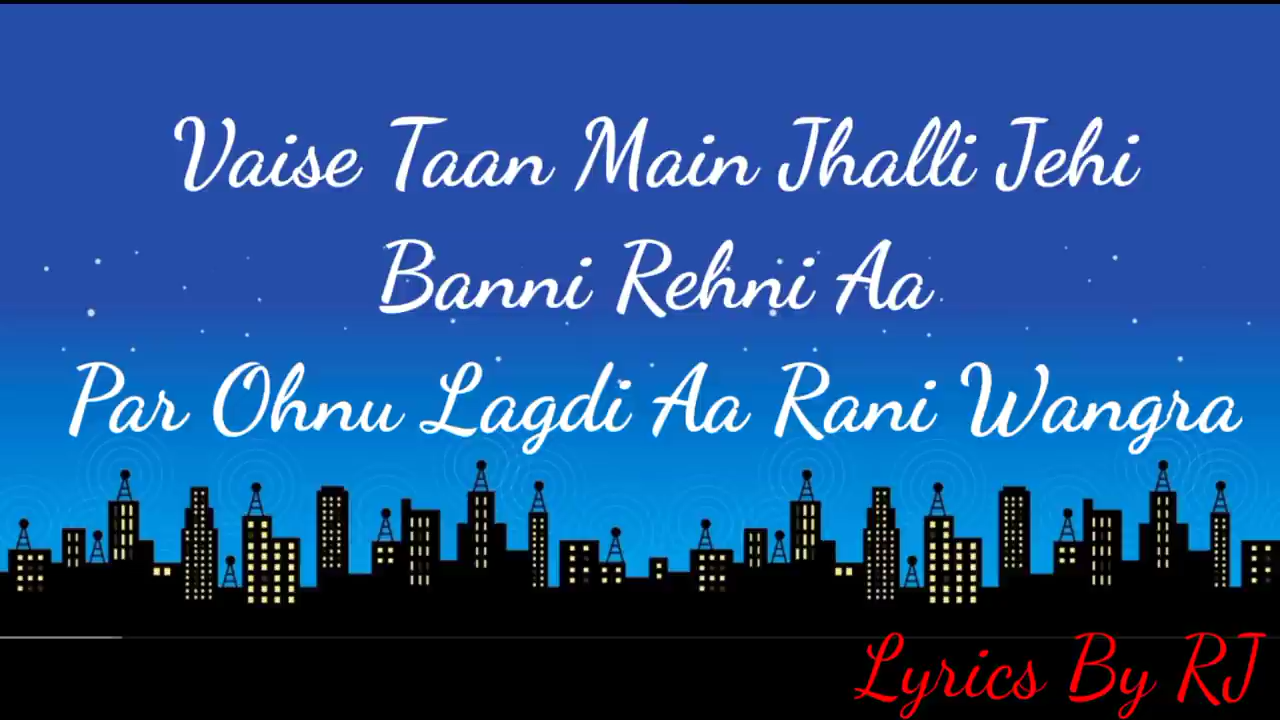 Vaise Taan Main Jhalli Jehi
Banni Rehni Aa
Par Ohnu Lagdi Aa Rani Wangra
Lyrics By RJ